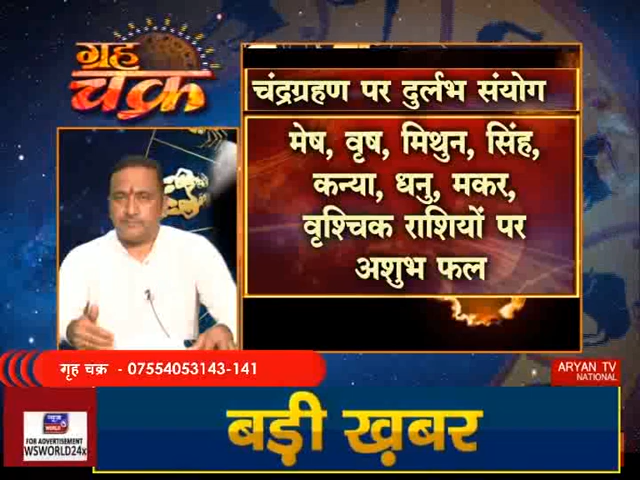 ग्रह
चक्र
चंद्रग्रहण पर दुर्लभ संयोग
मेष, वृष, मिथुन, सिंह,
कन्या, धनु, मकर,
वृश्चिक राशियों पर
अशुभ फल
गृह चक्र - 07554053143-141
ARYAN TV
NATIONAL
न्यूज़
WORLD
FOR ADVERTISEMENT
WSWORLD24x
बड़ी ख़बर